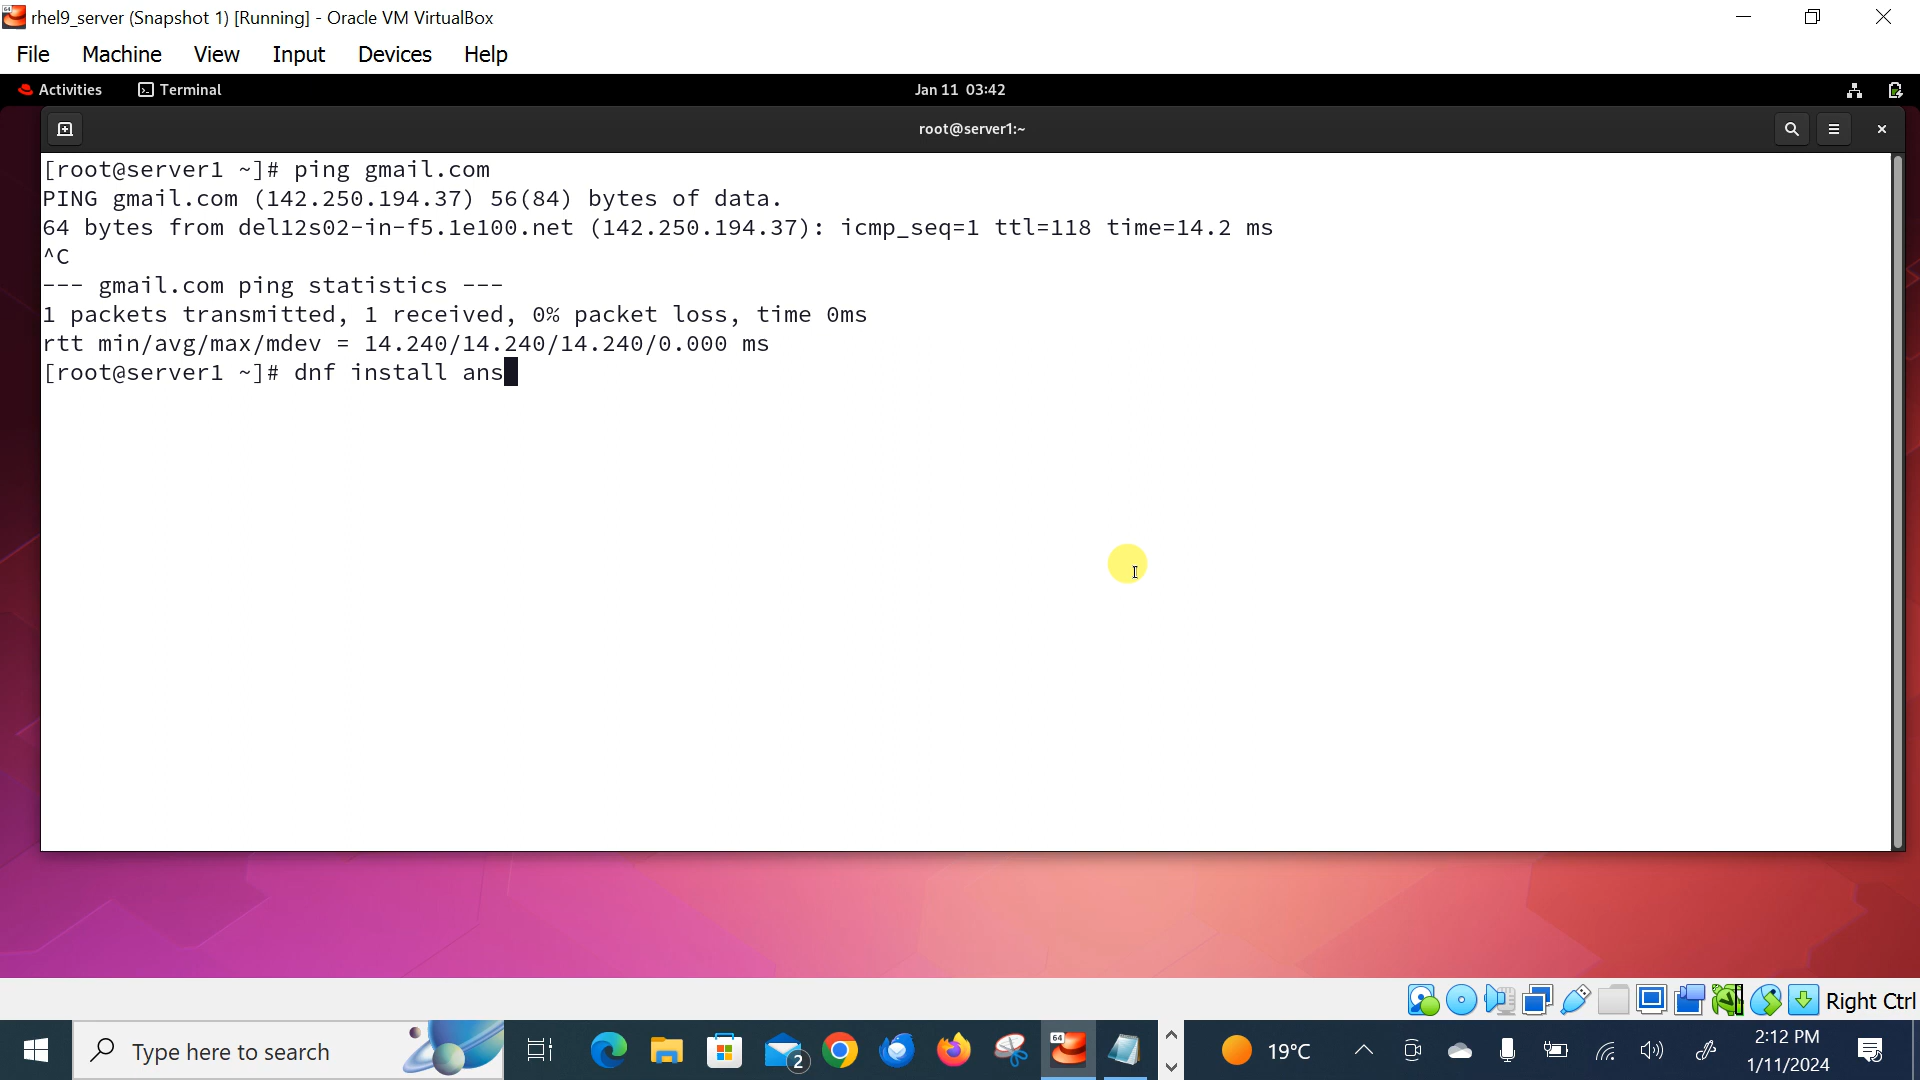 rhel9_server (Snapshot 1) [Running] - Oracle VM VirtualBox
File Machine View Input Devices Help
Activities Terminal Jan 11 03:42
root@server1:~
[root@server1 ~]# ping gmail.com
PING gmail.com (142.250.194.37) 56(84) bytes of data.
64 bytes from del12s02-in-f5.1e100.net (142.250.194.37): icmp_seq=1 ttl=118 time=14.2 ms
^C
--- gmail.com ping statistics ---
1 packets transmitted, 1 received, 0% packet loss, time 0ms
rtt min/avg/max/mdev = 14.240/14.240/14.240/0.000 ms
[root@server1 ~]# dnf install ans
Right Ctrl
Type here to search
2
64
19°C
2:12 PM
1/11/2024